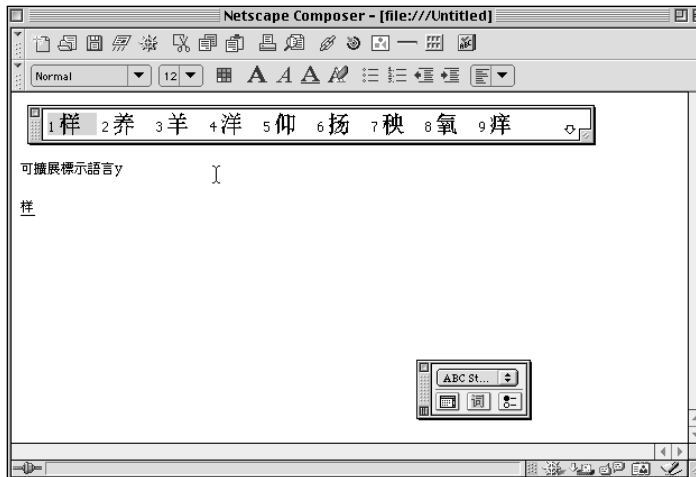 Netscape Composer – [file:///Untitled]
Normal 12
1样 2养 3羊 4洋 5仰 6扬 7秧 8氧 9痒
可擴展標示語言y
样
ABC St...
词